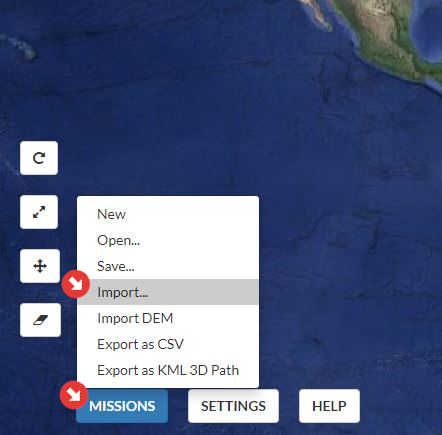 New
Open...
Save...
Import...
Import DEM
Export as CSV
Export as KML 3D Path
MISSIONS
SETTINGS
HELP